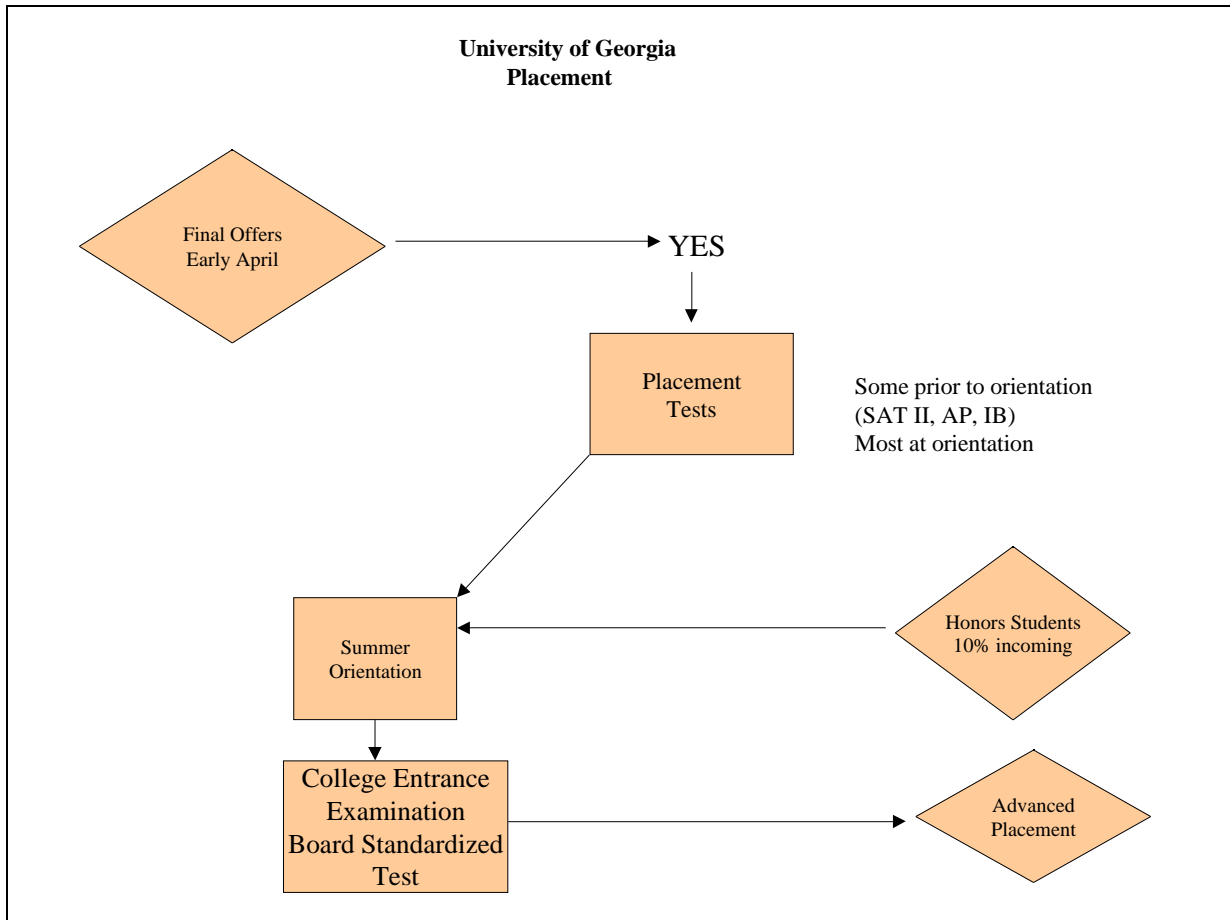 University of Georgia
Placement
Final Offers
Early April
YES
Placement
Tests
Some prior to orientation
(SAT II, AP, IB)
Most at orientation
Summer
Orientation
Honors Students
10% incoming
College Entrance
Examination
Board Standardized
Test
Advanced
Placement